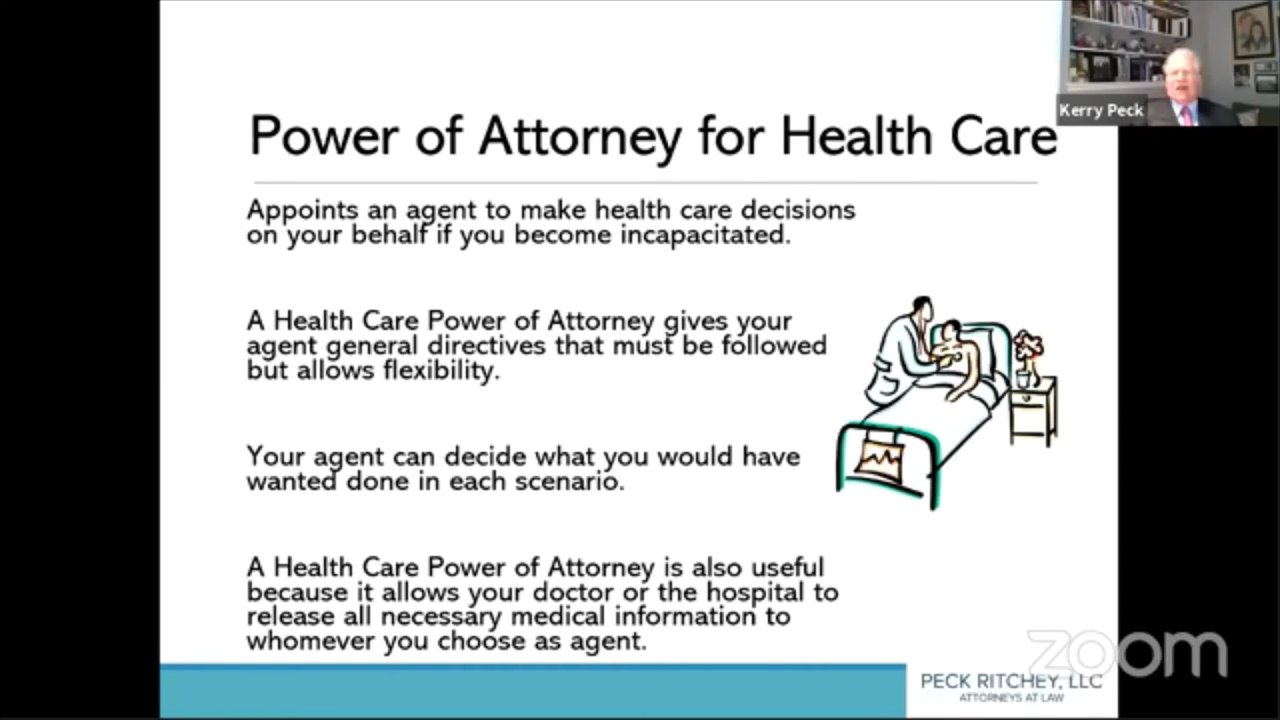 Kerry Peck
Power of Attorney for Health Care
Appoints an agent to make health care decisions
on your behalf if you become incapacitated.
A Health Care Power of Attorney gives your
agent general directives that must be followed
but allows flexibility.
Your agent can decide what you would have
wanted done in each scenario.
A Health Care Power of Attorney is also useful
because it allows your doctor or the hospital to
release all necessary medical information to
whomever you choose as agent.
zoom
PECK RITCHEY, LLC
ATTORNEYS AT LAW